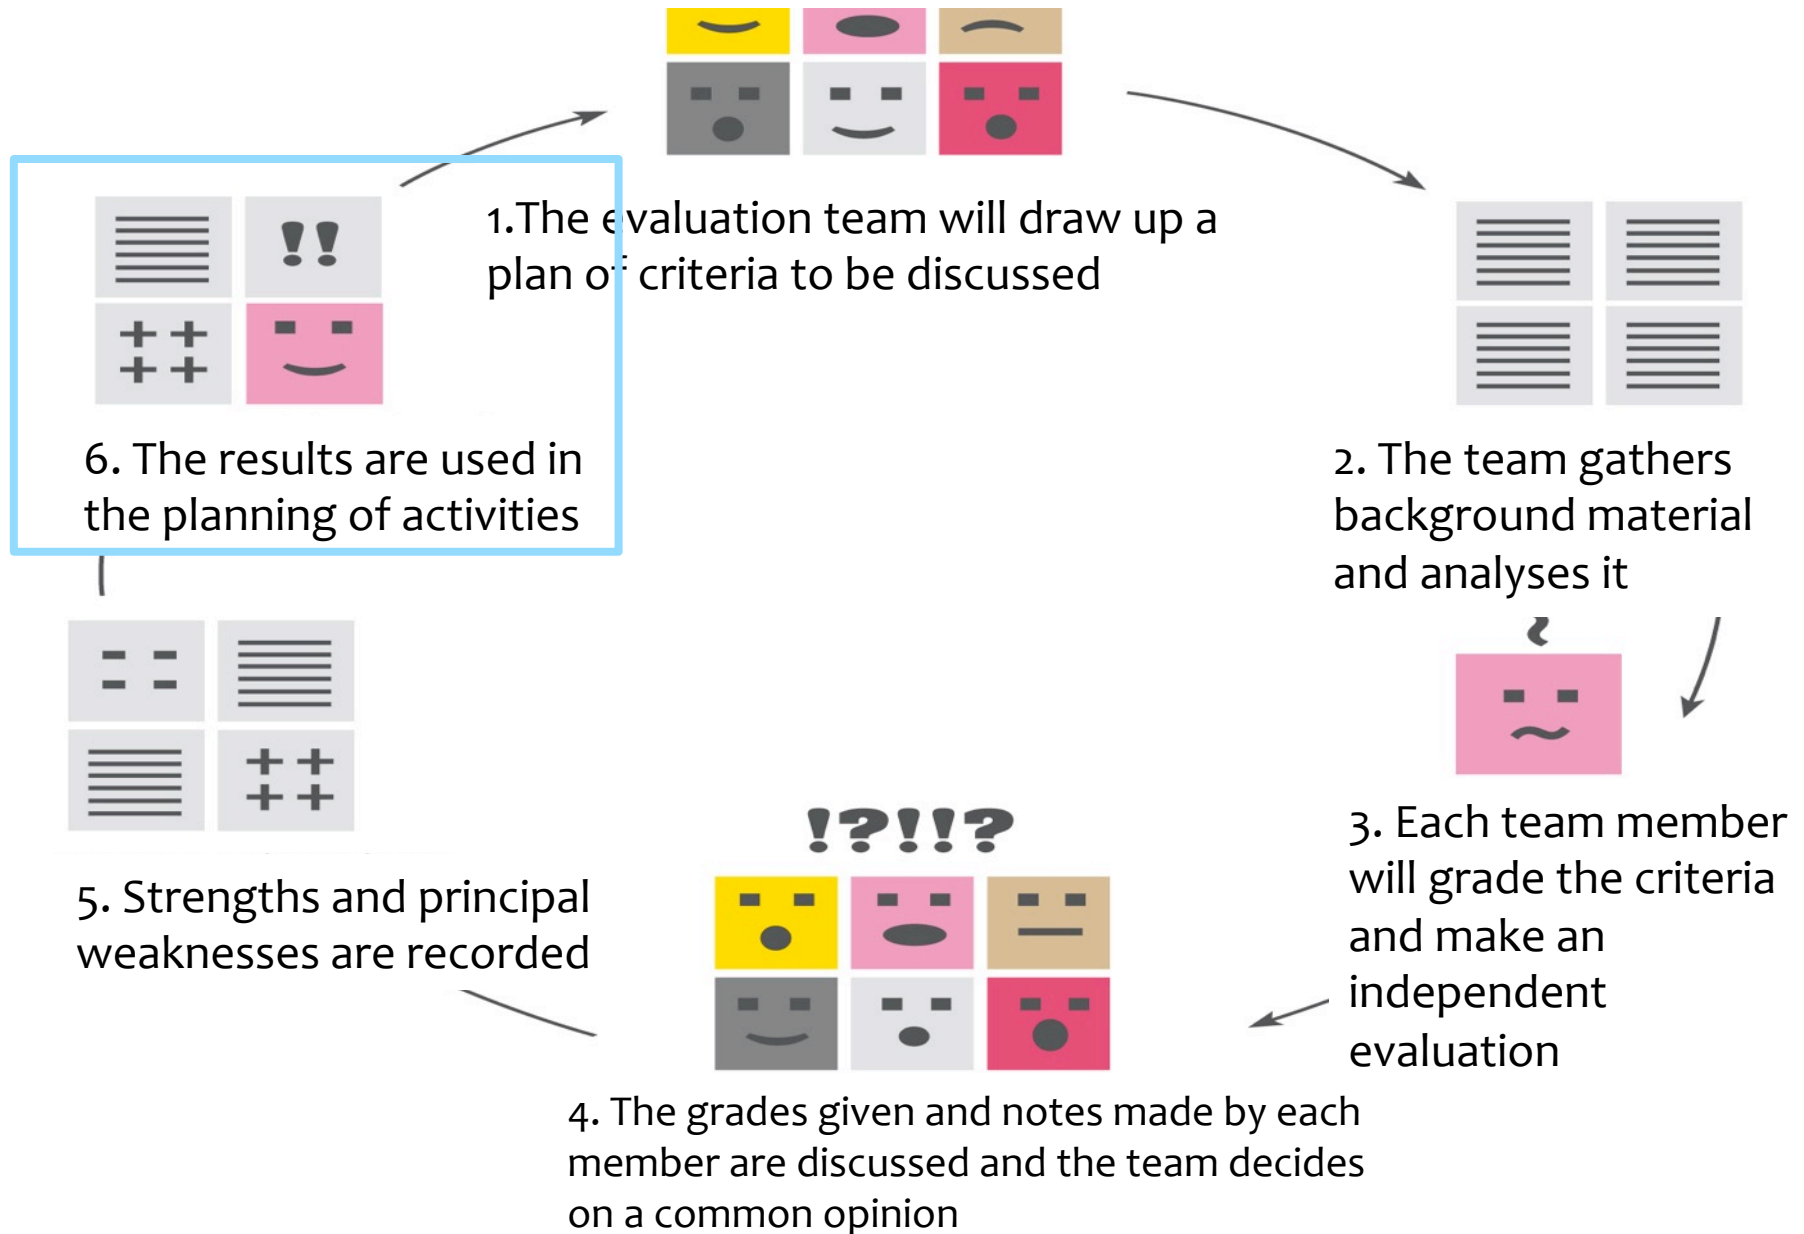 1.The evaluation team will draw up a
plan of criteria to be discussed
!!
6. The results are used in
the planning of activities
2. The team gathers
background material
and analyses it
3. Each team member
will grade the criteria
and make an
independent
evaluation
!?!!?
4. The grades given and notes made by each
member are discussed and the team decides
on a common opinion
5. Strengths and principal
weaknesses are recorded